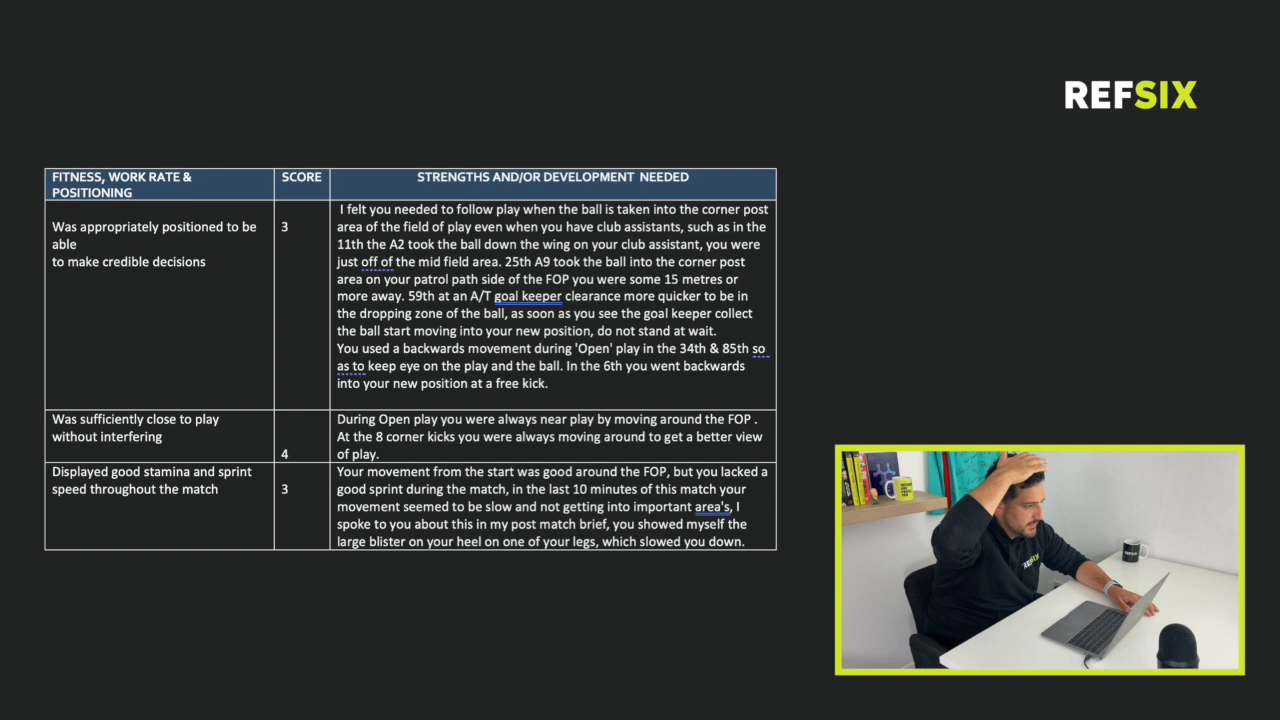 REFSIX
FITNESS, WORK RATE &
POSITIONING
SCORE
STRENGTHS AND/OR DEVELOPMENT NEEDED
Was appropriately positioned to be
able
to make credible decisions
3
I felt you needed to follow play when the ball is taken into the corner post
area of the field of play even when you have club assistants, such as in the
11th the A2 took the ball down the wing on your club assistant, you were
just off of the mid field area. 25th A9 took the ball into the corner post
area on your patrol path side of the FOP you were some 15 metres or
more away. 59th at an A/T goal keeper clearance more quicker to be in
the dropping zone of the ball, as soon as you see the goal keeper collect
the ball start moving into your new position, do not stand at wait.
You used a backwards movement during 'Open' play in the 34th & 85th so
as to keep eye on the play and the ball. In the 6th you went backwards
into your new position at a free kick.
Was sufficiently close to play
without interfering
4
During Open play you were always near play by moving around the FOP .
At the 8 corner kicks you were always moving around to get a better view
of play.
Displayed good stamina and sprint
speed throughout the match
3
Your movement from the start was good around the FOP, but you lacked a
good sprint during the match, in the last 10 minutes of this match your
movement seemed to be slow and not getting into important area's, I
spoke to you about this in my post match brief, you showed myself the
large blister on your heel on one of your legs, which slowed you down.
REFSIX
REFSIX